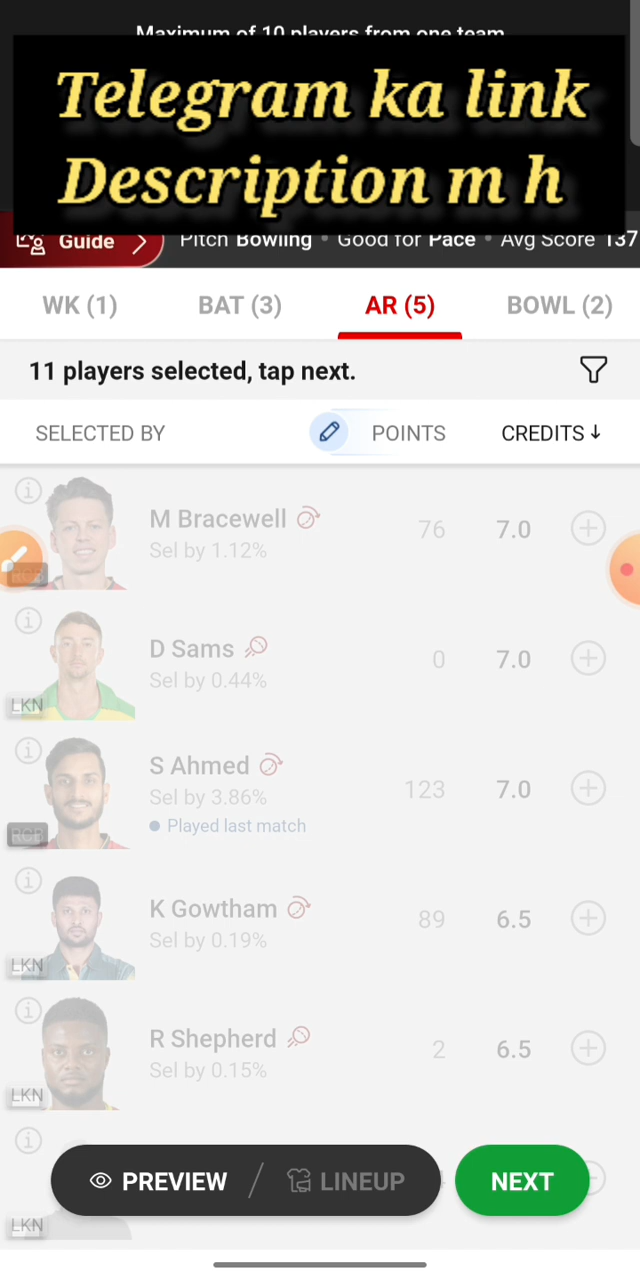 Maximum of 10 players from one team
Telegram ka link
Description m h
Guide
Pitch Bowling • Good for Pace • Avg Score 137
WK (1) BAT (3) AR (5) BOWL (2)
11 players selected, tap next.
SELECTED BY POINTS CREDITS ↓
M Bracewell 76 7.0
Sel by 1.12%
RCB
D Sams 0 7.0
Sel by 0.44%
LKN
S Ahmed 123 7.0
Sel by 3.86%
Played last match
RCB
K Gowtham 89 6.5
Sel by 0.19%
LKN
R Shepherd 2 6.5
Sel by 0.15%
LKN
PREVIEW / LINEUP NEXT
LKN